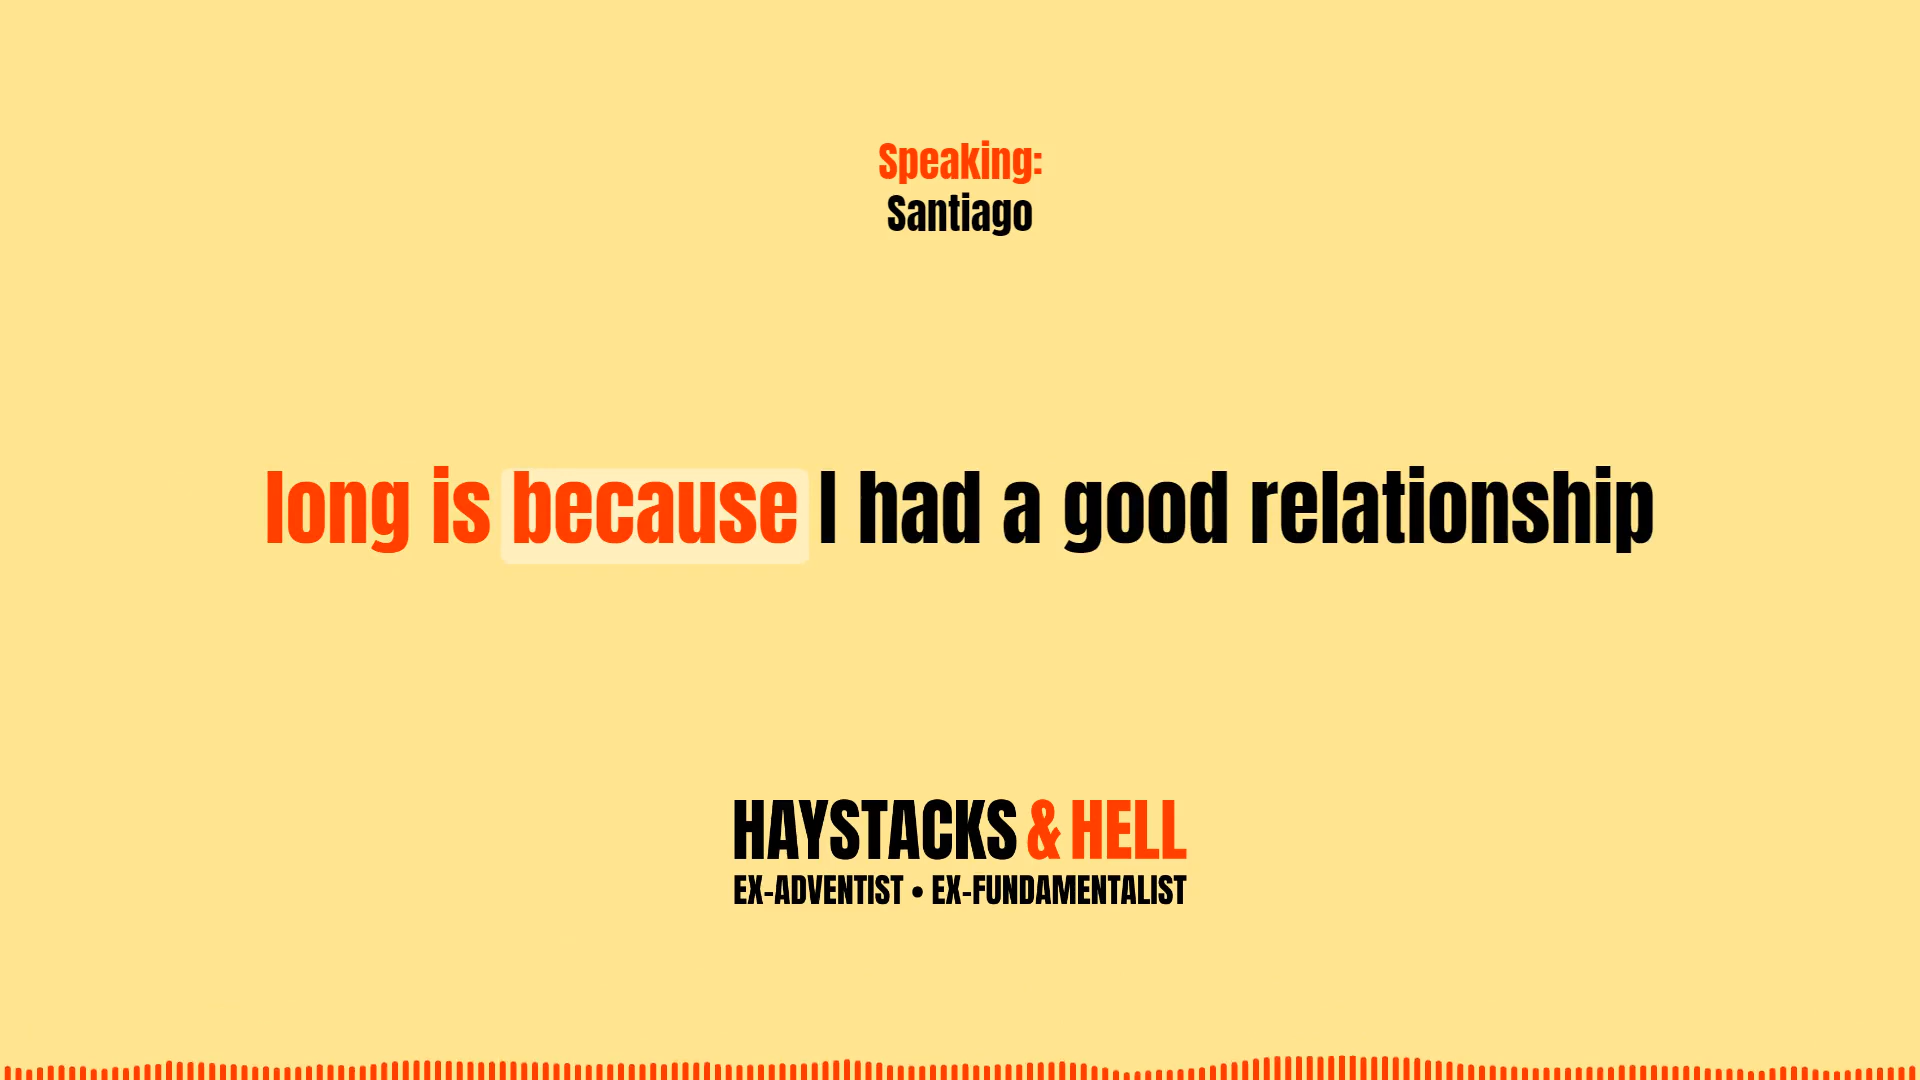 Speaking:
Santiago
long is because I had a good relationship
HAYSTACKS & HELL
EX-ADVENTIST • EX-FUNDAMENTALIST